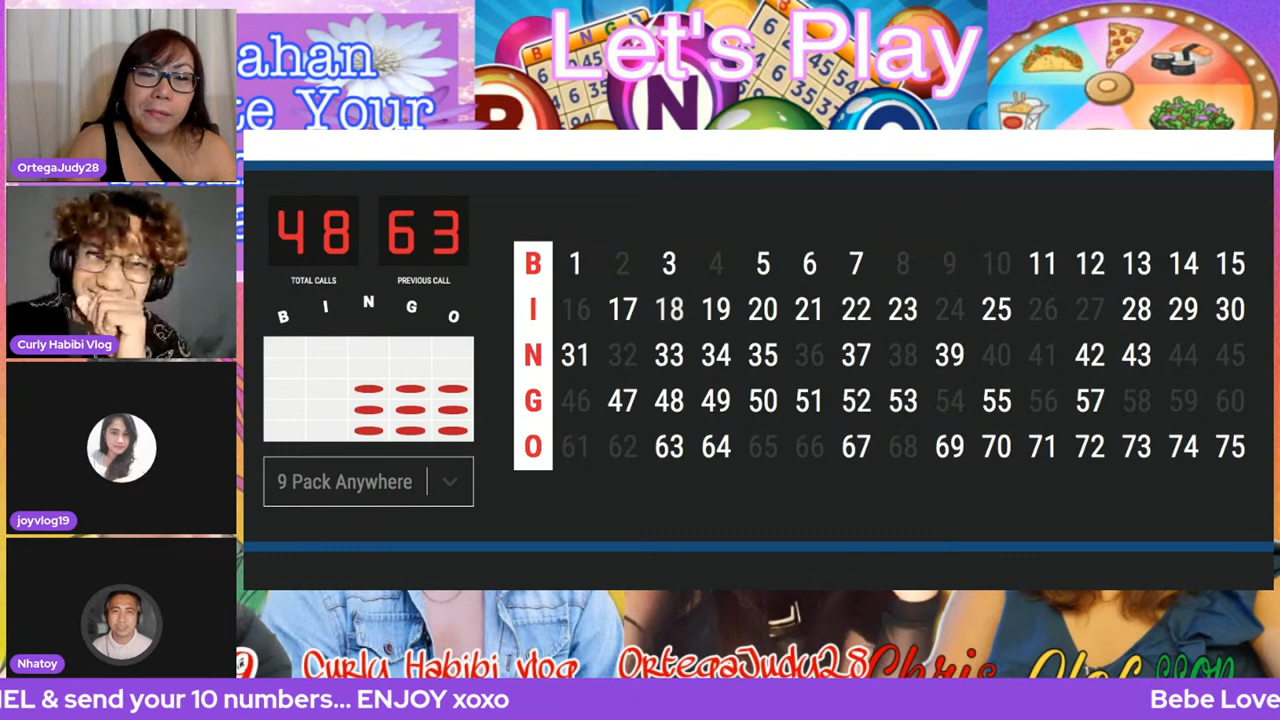 ahan
te Your
Let's Play
N
OrtegaJudy28
48 63
TOTAL CALLS PREVIOUS CALL
B I N G O
9 Pack Anywhere
B 1 2 3 4 5 6 7 8 9 10 11 12 13 14 15
I 16 17 18 19 20 21 22 23 24 25 26 27 28 29 30
N 31 32 33 34 35 36 37 38 39 40 41 42 43 44 45
G 46 47 48 49 50 51 52 53 54 55 56 57 58 59 60
O 61 62 63 64 65 66 67 68 69 70 71 72 73 74 75
Curly Habibi Vlog
joyvlog19
Nhatoy
9 Curly Habibi vlog OrtegaJudy28 Chris
HEL & send your 10 numbers... ENJOY xoxo
Bebe Love